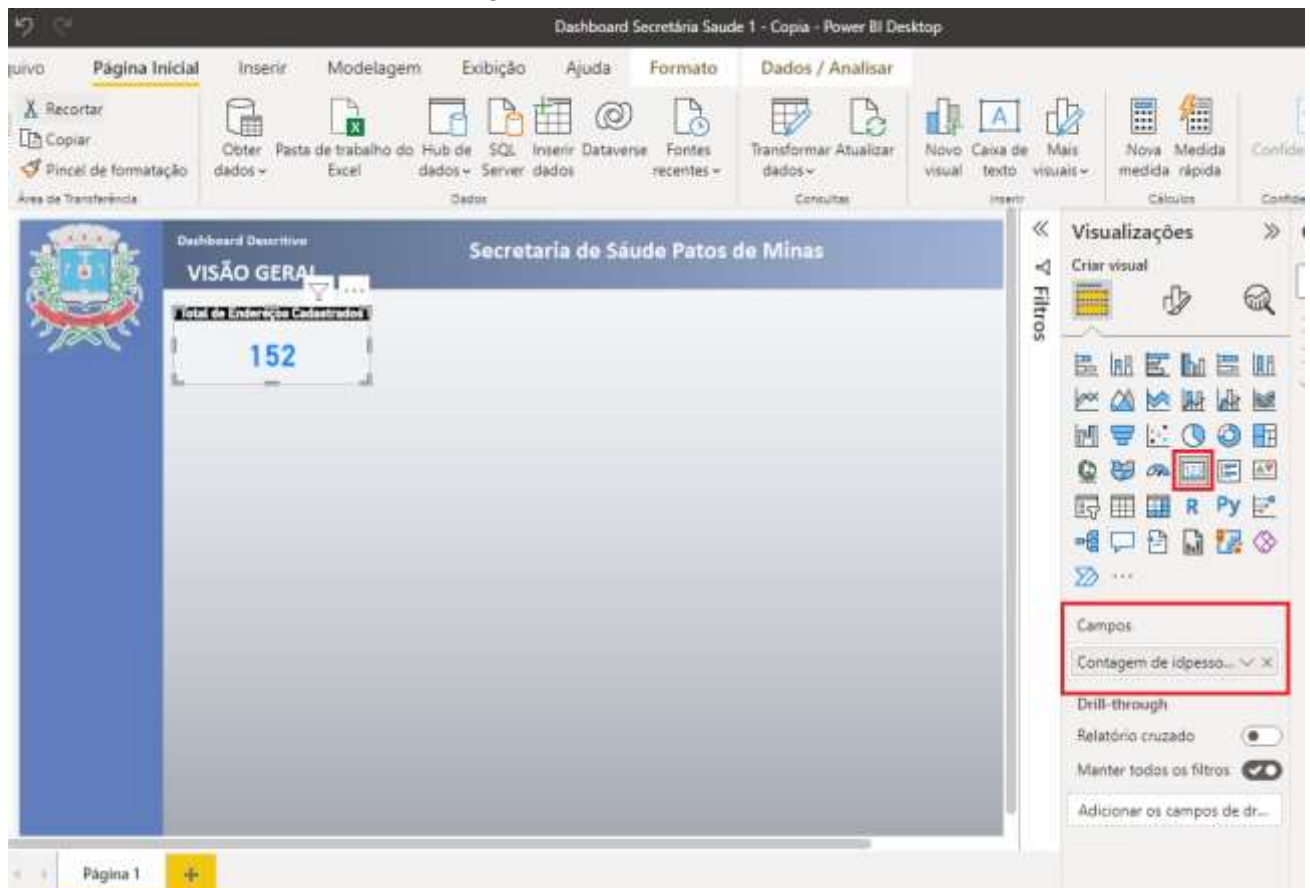 Dashboard Secretária Saude 1 - Copia - Power BI Desktop
quivo Página Inicial Inserir Modelagem Exibição Ajuda Formato Dados / Analisar
Recortar
Copiar
Pincel de formatação
Área de Transferência
Obter dados
Pasta de trabalho do Excel
Hub de dados
SQL Server
Inserir dados
Dataverse
Fontes recentes
Dados
Transformar dados
Atualizar
Consultas
Novo visual
Caixa de texto
Mais visuais
Inserir
Nova medida
Medida rápida
Cálculos
Confide
Confide
Dashboard Descritivo
VISÃO GERAL
Secretaria de Sáude Patos de Minas
Total de Endereços Cadastrados
152
Filtros
Visualizações
Criar visual
123
R Py
...
Campos
Contagem de idpesso...
Drill-through
Relatório cruzado
Manter todos os filtros
Adicionar os campos de dr...
Página 1 +